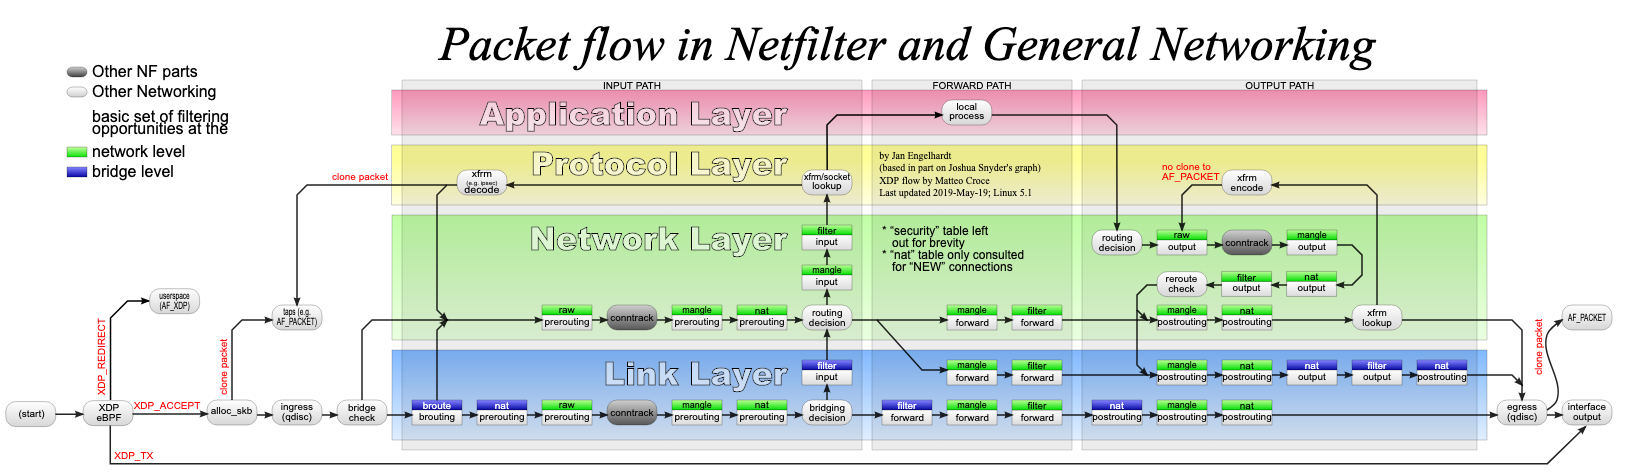 Packet flow in Netfilter and General Networking
Other NF parts
Other Networking
basic set of filtering
opportunities at the
network level
bridge level
INPUT PATH
FORWARD PATH
OUTPUT PATH
Application Layer
local
process
Protocol Layer
clone packet
xfrm
(e.g. ipsec)
decode
xfrm/socket
lookup
by Jan Engelhardt
(based in part on Joshua Snyder's graph)
XDP flow by Matteo Croce
Last updated 2019-May-19; Linux 5.1
no clone to
AF_PACKET
xfrm
encode
Network Layer
filter
input
mangle
input
* “security” table left
out for brevity
* “nat” table only consulted
for “NEW” connections
routing
decision
raw
output
conntrack
mangle
output
reroute
check
filter
output
nat
output
userspace
(AF_XDP)
taps (e.g.
AF_PACKET)
raw
prerouting
conntrack
mangle
prerouting
nat
prerouting
routing
decision
mangle
forward
filter
forward
mangle
postrouting
nat
postrouting
xfrm
lookup
AF_PACKET
XDP_REDIRECT
clone packet
clone packet
Link Layer
filter
input
mangle
forward
filter
forward
mangle
postrouting
nat
postrouting
nat
output
filter
output
nat
postrouting
(start)
XDP
eBPF
XDP_ACCEPT
alloc_skb
ingress
(qdisc)
bridge
check
broute
brouting
nat
prerouting
raw
prerouting
conntrack
mangle
prerouting
nat
prerouting
bridging
decision
filter
forward
mangle
forward
filter
forward
nat
postrouting
mangle
postrouting
nat
postrouting
egress
(qdisc)
interface
output
XDP_TX